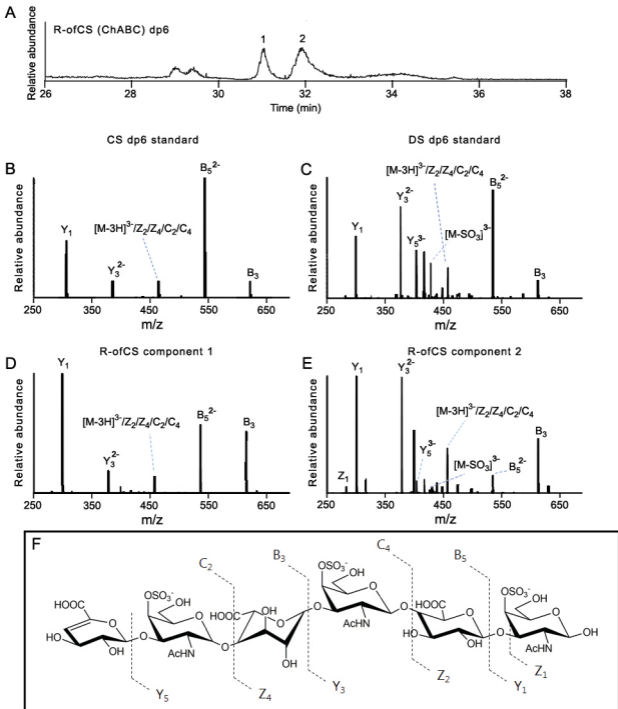 A
R-ofCS (ChABC) dp6
1
2
Relative abundance
26
28
30
32
34
36
38
Time (min)
CS dp6 standard
B
B₅²⁻
[M-3H]³⁻/Z₂/Z₄/C₂/C₄
Y₁
Y₃²⁻
B₃
Relative abundance
250
350
450
550
650
m/z
DS dp6 standard
C
[M-3H]³⁻/Z₂/Z₄/C₂/C₄
B₅²⁻
Y₃²⁻
Y₁
Y₅³⁻
[M-SO₃]³⁻
B₃
Relative abundance
250
350
450
550
650
m/z
R-ofCS component 1
D
Y₁
[M-3H]³⁻/Z₂/Z₄/C₂/C₄
B₅²⁻
B₃
Y₃²⁻
Relative abundance
250
350
450
550
650
m/z
R-ofCS component 2
E
Y₁
Y₃²⁻
[M-3H]³⁻/Z₂/Z₄/C₂/C₄
B₃
Y₅³⁻
[M-SO₃]³⁻
B₅²⁻
Z₁
Relative abundance
250
350
450
550
650
m/z
F
C₂
B₃
C₄
B₅
OSO₃⁻
OH
HOOC
O
HO
OH
O
AcHN
O
OSO₃⁻
OH
HOOC
OH
O
OH
O
OSO₃⁻
OH
O
AcHN
O
HOOC
O
HO
OH
O
OSO₃⁻
OH
O
AcHN
OH
Y₅
Z₄
Y₃
Z₂
Y₁
Z₁